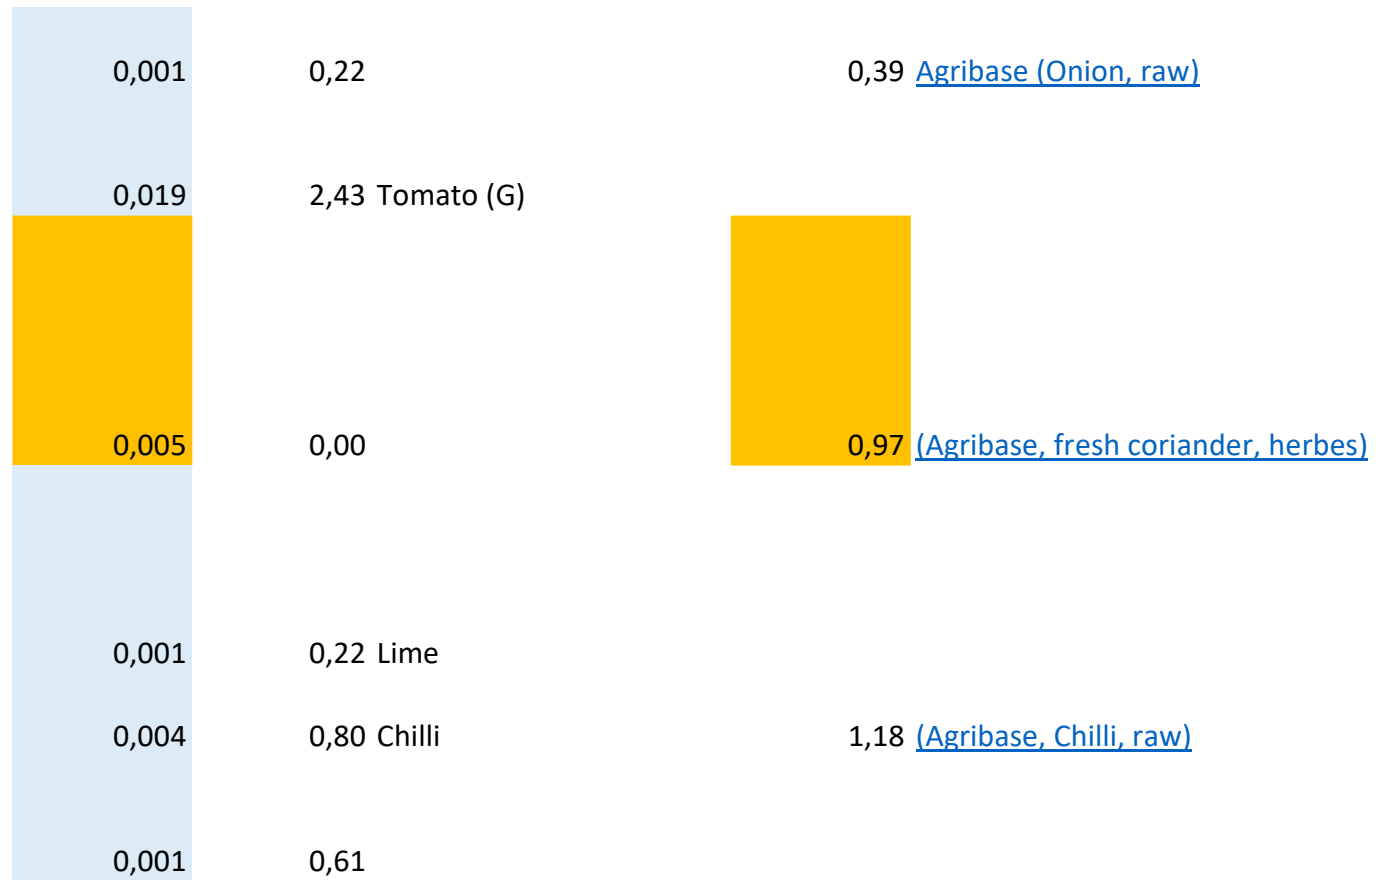 0,001 0,22 0,39 Agribase (Onion, raw)
0,019 2,43 Tomato (G)
0,005 0,00 0,97 (Agribase, fresh coriander, herbes)
0,001 0,22 Lime
0,004 0,80 Chilli 1,18 (Agribase, Chilli, raw)
0,001 0,61